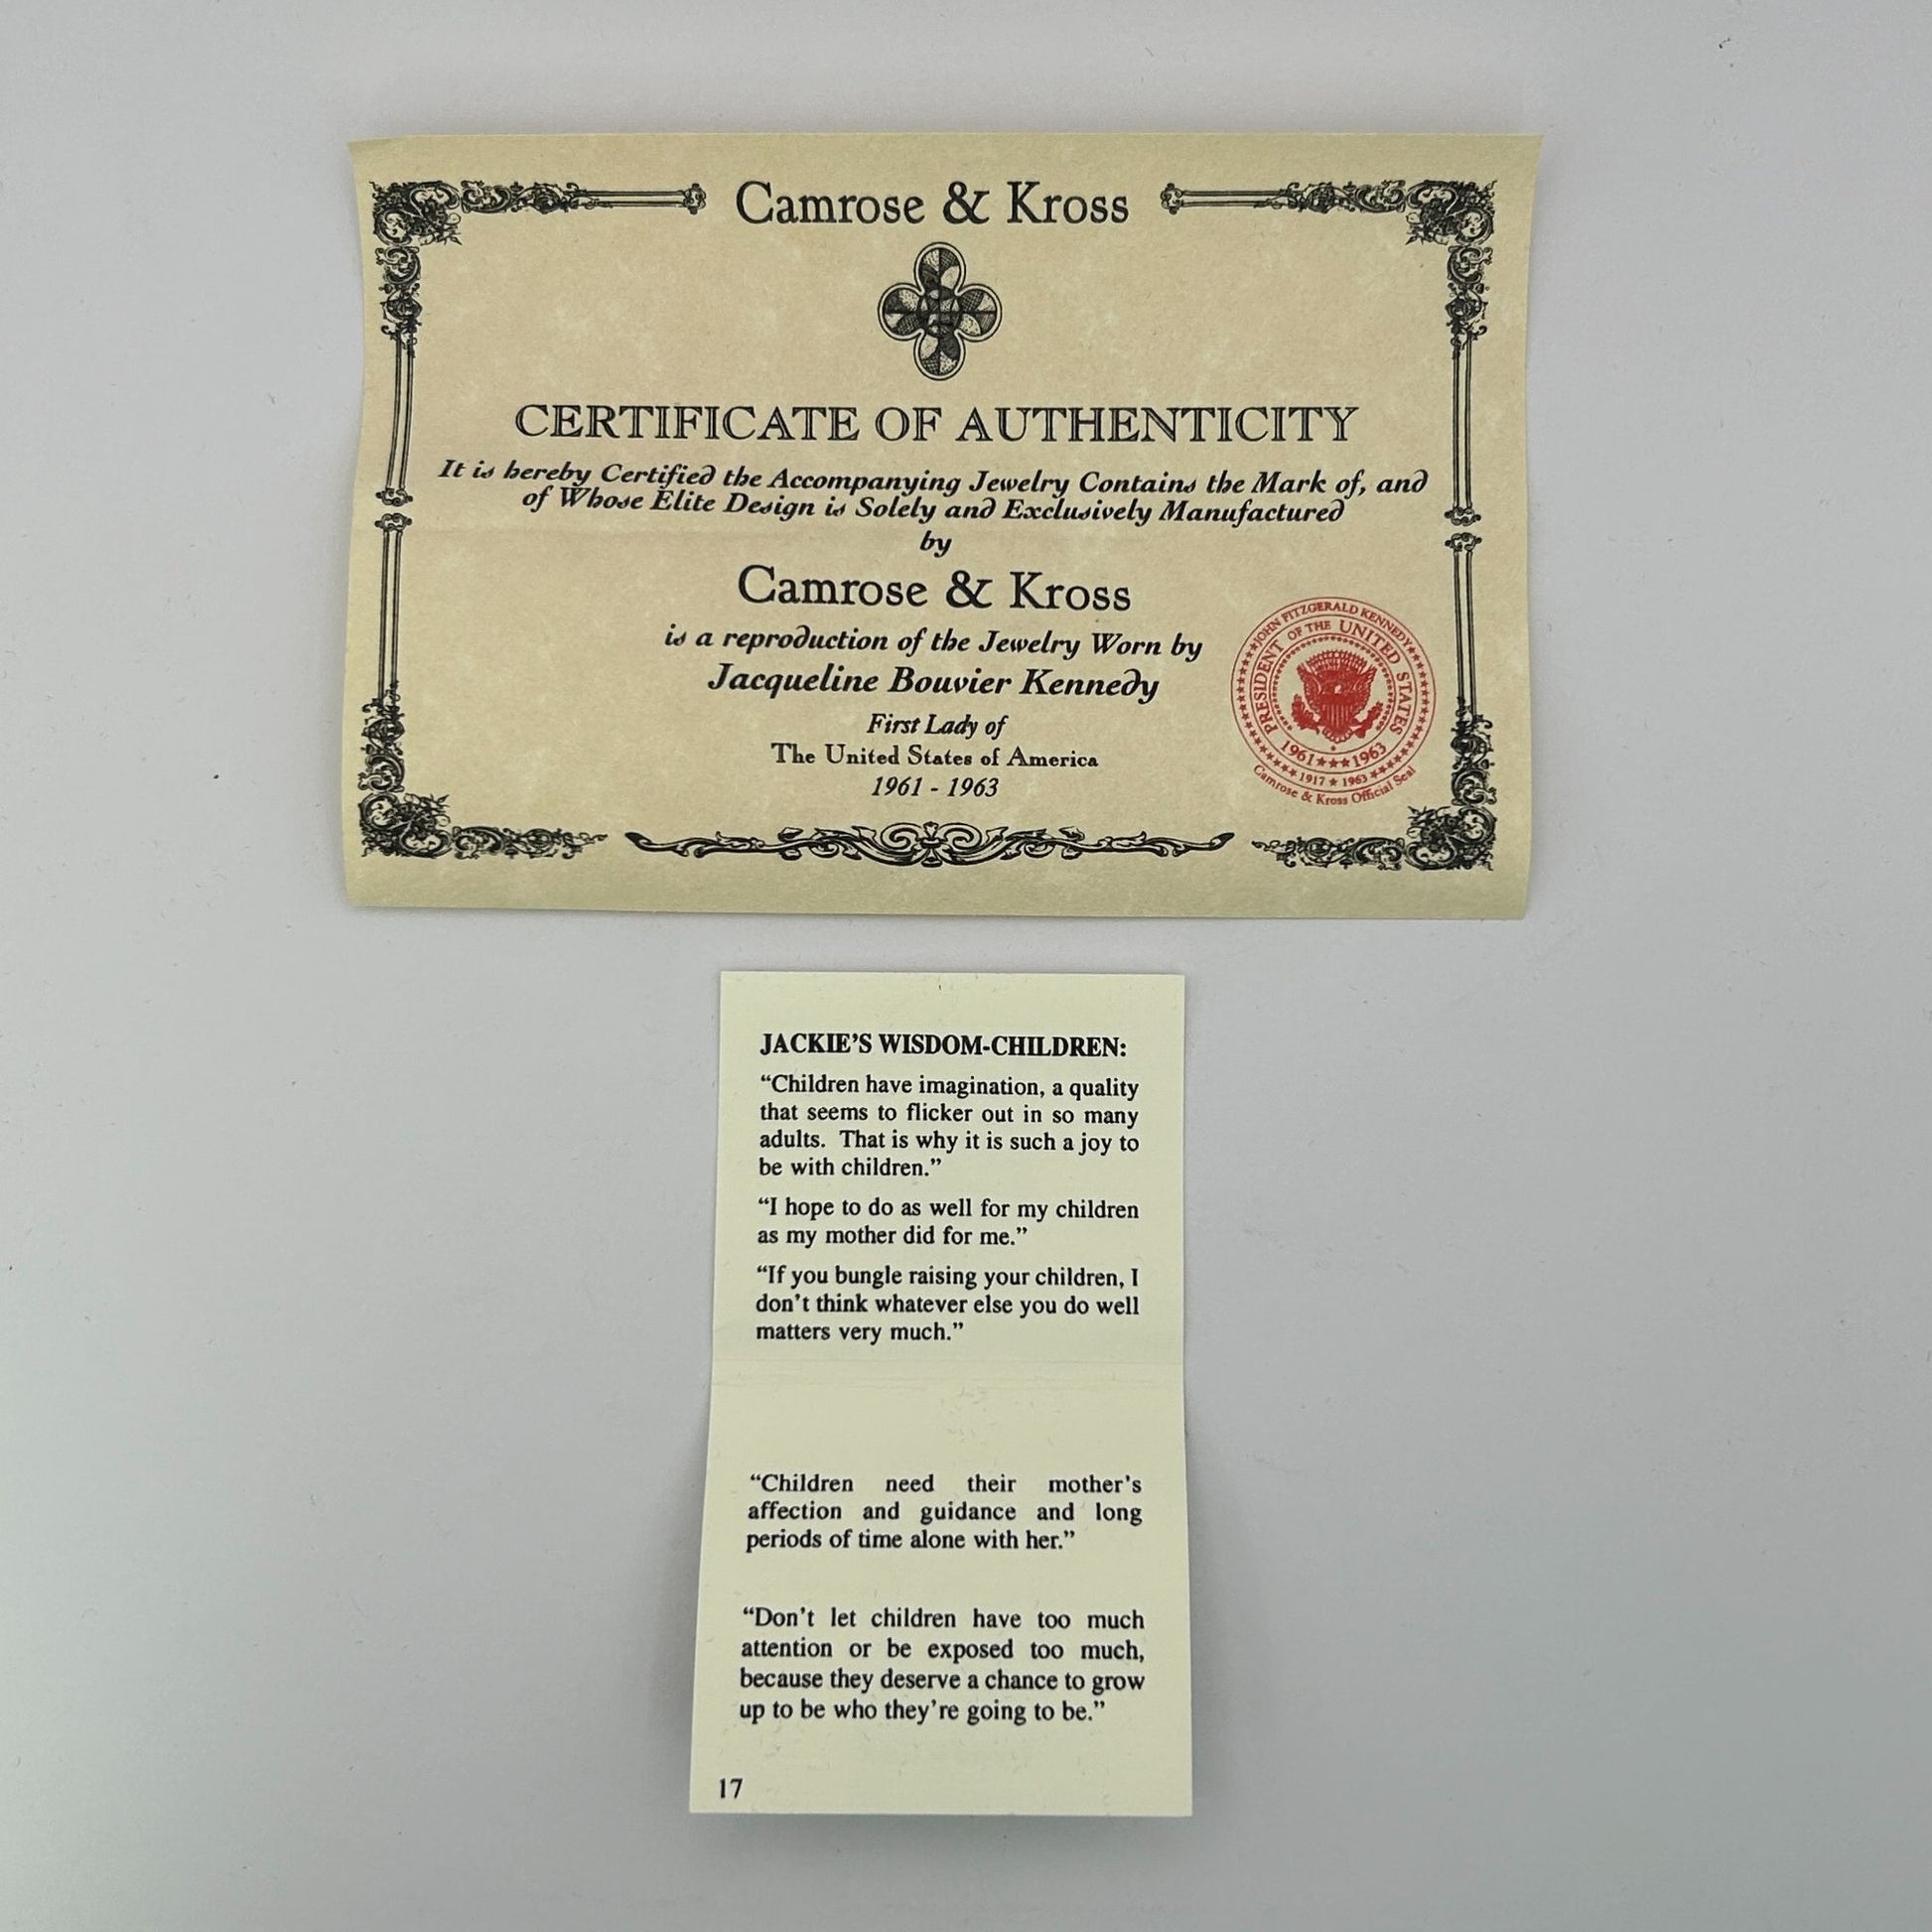 Camrose & Kross
CERTIFICATE OF AUTHENTICITY
It is hereby Certified the Accompanying Jewelry Contains the Mark of, and
of Whose Elite Design is Solely and Exclusively Manufactured
by
Camrose & Kross
is a reproduction of the Jewelry Worn by
Jacqueline Bouvier Kennedy
First Lady of
The United States of America
1961 - 1963
JOHN FITZGERALD KENNEDY
PRESIDENT OF THE UNITED STATES
1961★★★1963
1917 ★ 1963
Camrose & Kross Official Seal
JACKIE'S WISDOM-CHILDREN:
“Children have imagination, a quality
that seems to flicker out in so many
adults. That is why it is such a joy to
be with children.”
“I hope to do as well for my children
as my mother did for me.”
“If you bungle raising your children, I
don't think whatever else you do well
matters very much.”
“Children need their mother's
affection and guidance and long
periods of time alone with her.”
“Don't let children have too much
attention or be exposed too much,
because they deserve a chance to grow
up to be who they're going to be.”
17